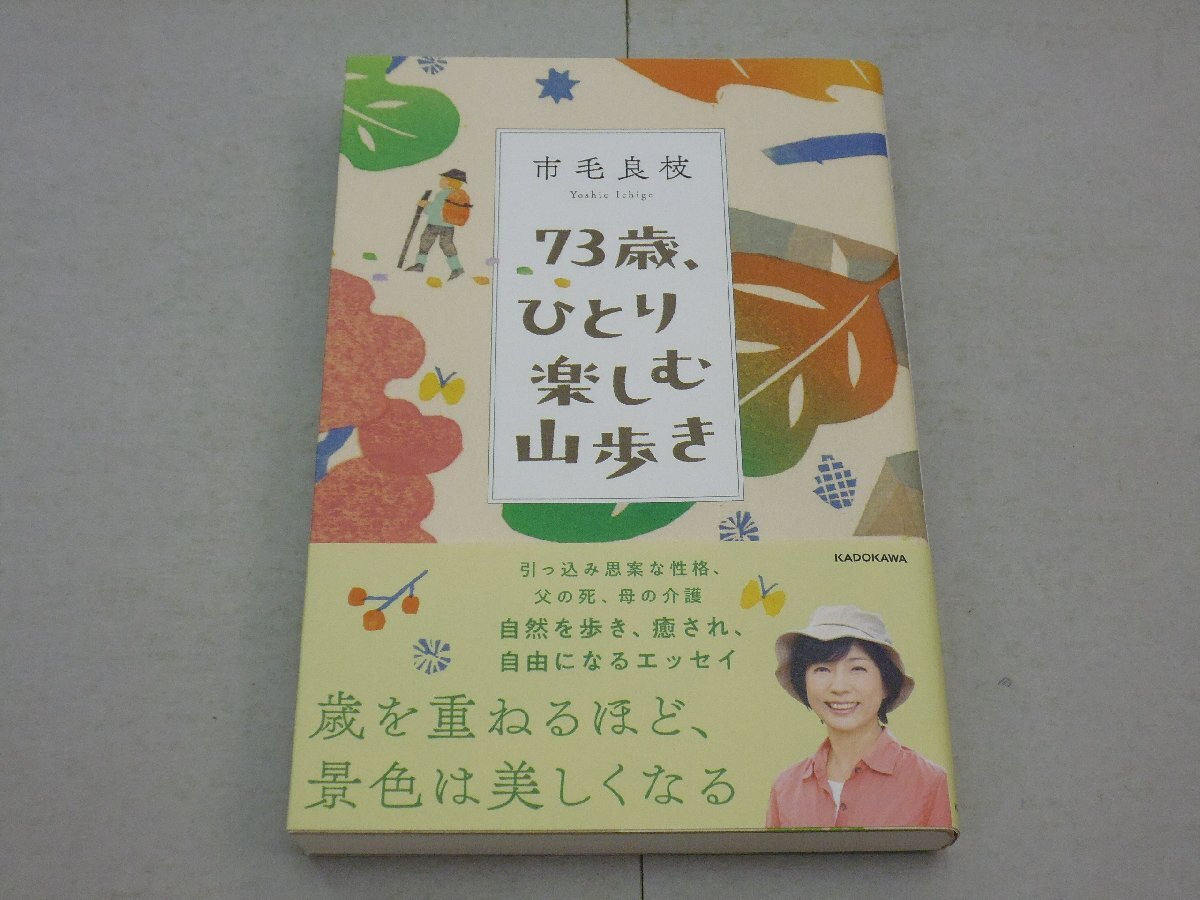 市毛良枝
Yoshie Ichige
73歳、
ひとり
楽しむ
山歩き
KADOKAWA
引っ込み思案な性格、
父の死、母の介護
自然を歩き、癒され、
自由になるエッセイ
歳を重ねるほど、
景色は美しくなる